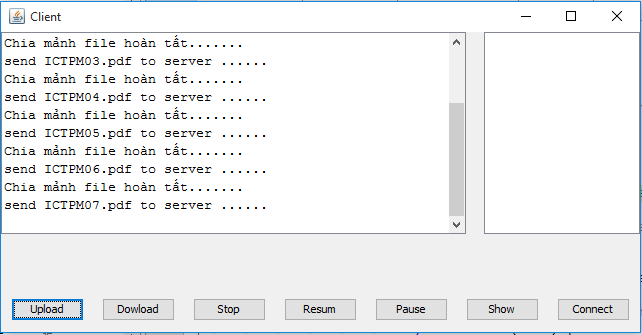 Client
Chia mảnh file hoàn tất.......
send ICTPM03.pdf to server ......
Chia mảnh file hoàn tất.......
send ICTPM04.pdf to server ......
Chia mảnh file hoàn tất.......
send ICTPM05.pdf to server ......
Chia mảnh file hoàn tất.......
send ICTPM06.pdf to server ......
Chia mảnh file hoàn tất.......
send ICTPM07.pdf to server ......
Upload Dowload Stop Resum Pause Show Connect